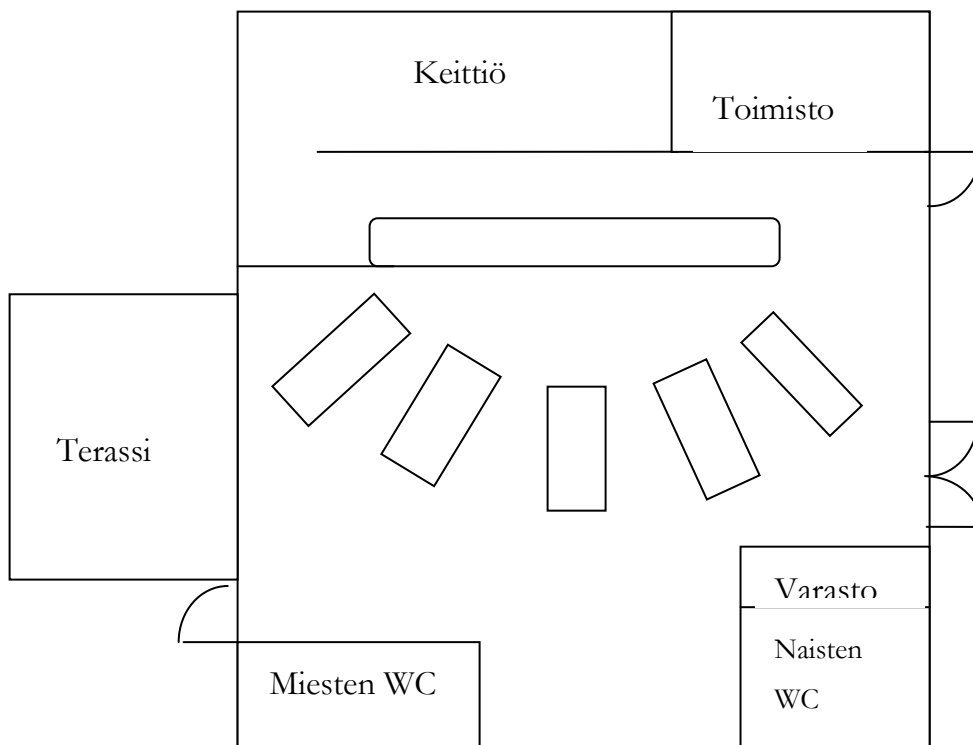 Keittiö
Toimisto
Terassi
Varasto
Naisten
WC
Miesten WC